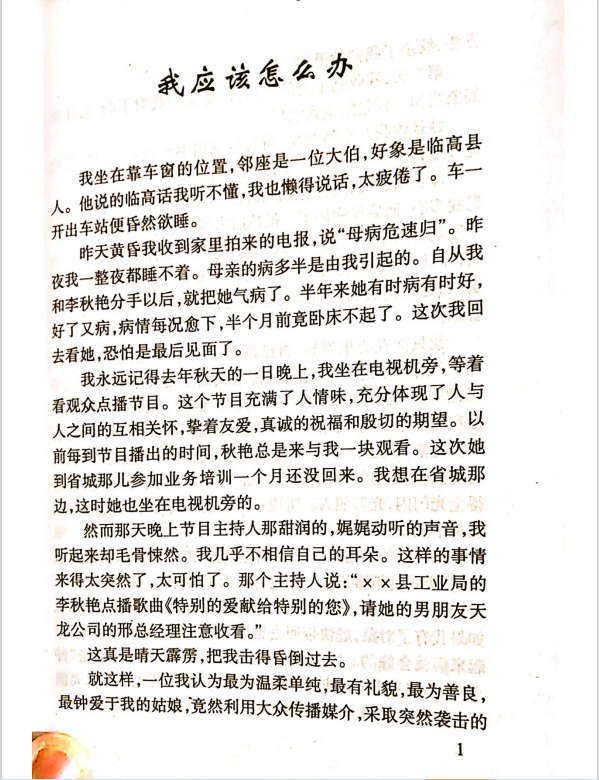 我应该怎么办
我坐在靠车窗的位置，邻座是一位大伯，好象是临高县
人。他说的临高话我听不懂，我也懒得说话，太疲倦了。车一
开出车站便昏然欲睡。
昨天黄昏我收到家里拍来的电报，说“母病危速归”。昨
夜我一整夜都睡不着。母亲的病多半是由我引起的。自从我
和李秋艳分手以后，就把她气病了。半年来她有时病有时好，
好了又病，病情每况愈下，半个月前竟卧床不起了。这次我回
去看她，恐怕是最后见面了。
我永远记得去年秋天的一日晚上，我坐在电视机旁，等着
看观众点播节目。这个节目充满了人情味，充分体现了人与
人之间的互相关怀，挚着友爱，真诚的祝福和殷切的期望。以
前每到节目播出的时间，秋艳总是来与我一块观看。这次她
到省城那儿参加业务培训一个月还没回来。我想在省城那
边，这时她也坐在电视机旁的。
然而那天晚上节目主持人那甜润的，娓娓动听的声音，我
听起来却毛骨悚然。我几乎不相信自己的耳朵。这样的事情
来得太突然了，太可怕了。那个主持人说：“××县工业局的
李秋艳点播歌曲《特别的爱献给特别的您》，请她的男朋友天
龙公司的邢总经理注意收看。”
这真是晴天霹雳，把我击得昏倒过去。
就这样，一位我认为最为温柔单纯，最有礼貌，最为善良，
最钟爱于我的姑娘，竟然利用大众传播媒介，采取突然袭击的
1